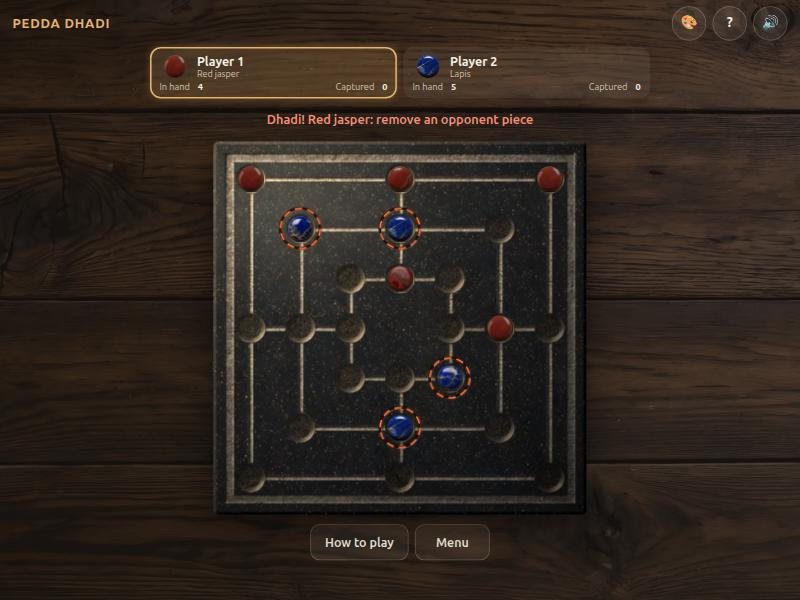 PEDDA DHADI
?
Player 1
Red jasper
In hand 4 Captured 0
Player 2
Lapis
In hand 5 Captured 0
Dhadi! Red jasper: remove an opponent piece
How to play
Menu